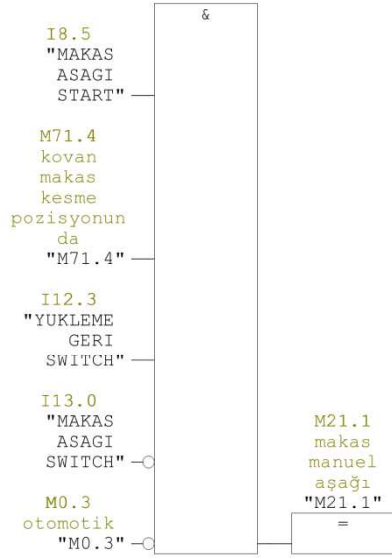 &
I8.5
"MAKAS
ASAGI
START"
M71.4
kovan
makas
kesme
pozisyonun
da
"M71.4"
I12.3
"YUKLEME
GERI
SWITCH"
I13.0
"MAKAS
ASAGI
SWITCH"
M0.3
otomotik
"M0.3"
M21.1
makas
manuel
aşağı
"M21.1"
=